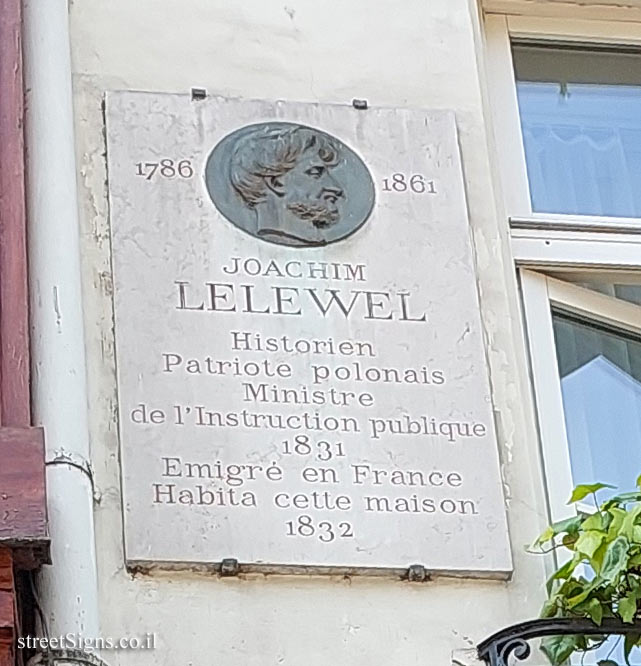 1786
1861
JOACHIM
LELEWEL
Historien
Patriote polonais
Ministre
de l'Instruction publique
1831
Emigré en France
Habita cette maison
1832
streetSigns.co.il